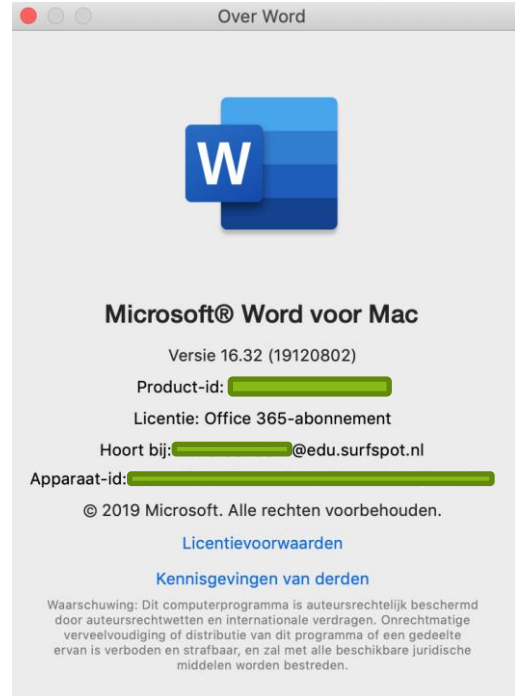 Over Word
W
Microsoft® Word voor Mac
Versie 16.32 (19120802)
Product-id:
Licentie: Office 365-abonnement
Hoort bij: @edu.surfspot.nl
Apparaat-id:
© 2019 Microsoft. Alle rechten voorbehouden.
Licentievoorwaarden
Kennisgevingen van derden
Waarschuwing: Dit computerprogramma is auteursrechtelijk beschermd
door auteursrechtwetten en internationale verdragen. Onrechtmatige
verveelvoudiging of distributie van dit programma of een gedeelte
ervan is verboden en strafbaar, en zal met alle beschikbare juridische
middelen worden bestreden.